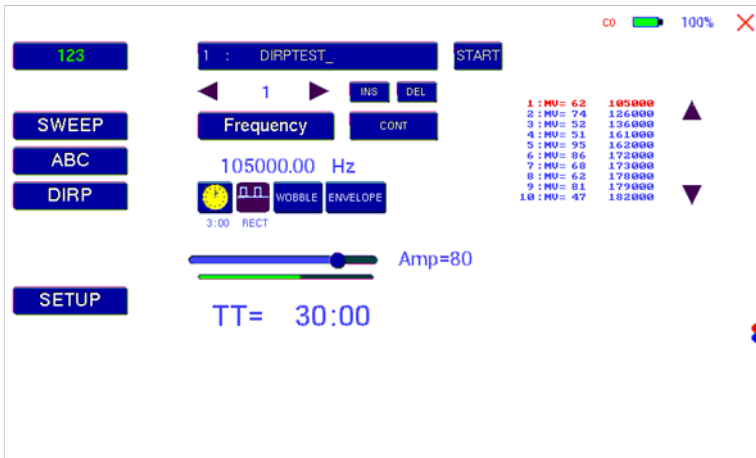 C0 100%
123
1 : DIRPTEST_
START
1
INS
DEL
SWEEP
Frequency
CONT
ABC
105000.00 Hz
DIRP
WOBBLE
ENVELOPE
3:00
RECT
Amp=80
SETUP
TT= 30:00
1 :MV= 62 105000
2 :MV= 74 126000
3 :MV= 52 136000
4 :MV= 51 161000
5 :MV= 95 162000
6 :MV= 86 172000
7 :MV= 68 173000
8 :MV= 62 178000
9 :MV= 81 179000
10 :MV= 47 182000